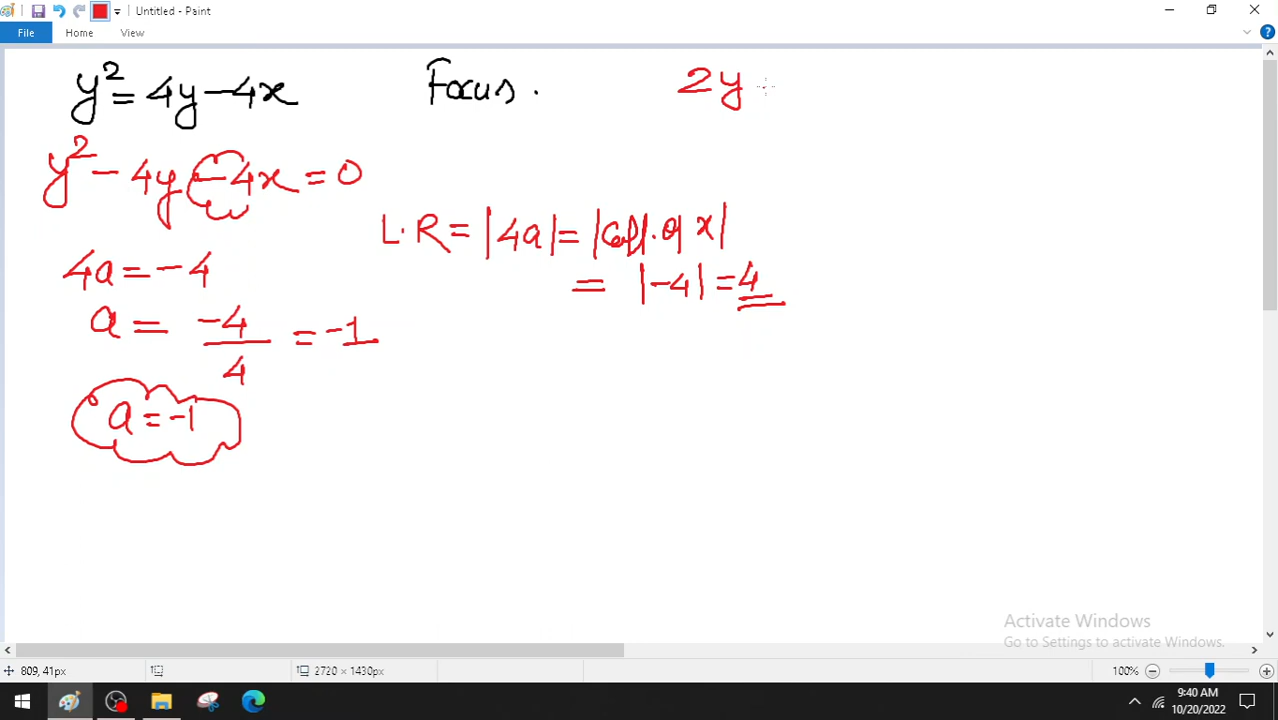 Untitled - Paint
File Home View
y² = 4y - 4x Focus. 2y
y² - 4y - 4x = 0
L.R = |4a| = |Coff. of x|
4a = -4
= |-4| = 4
a = -4/4 = -1
a = -1
Activate Windows
Go to Settings to activate Windows.
809, 41px 2720 × 1430px 100%
9:40 AM
10/20/2022